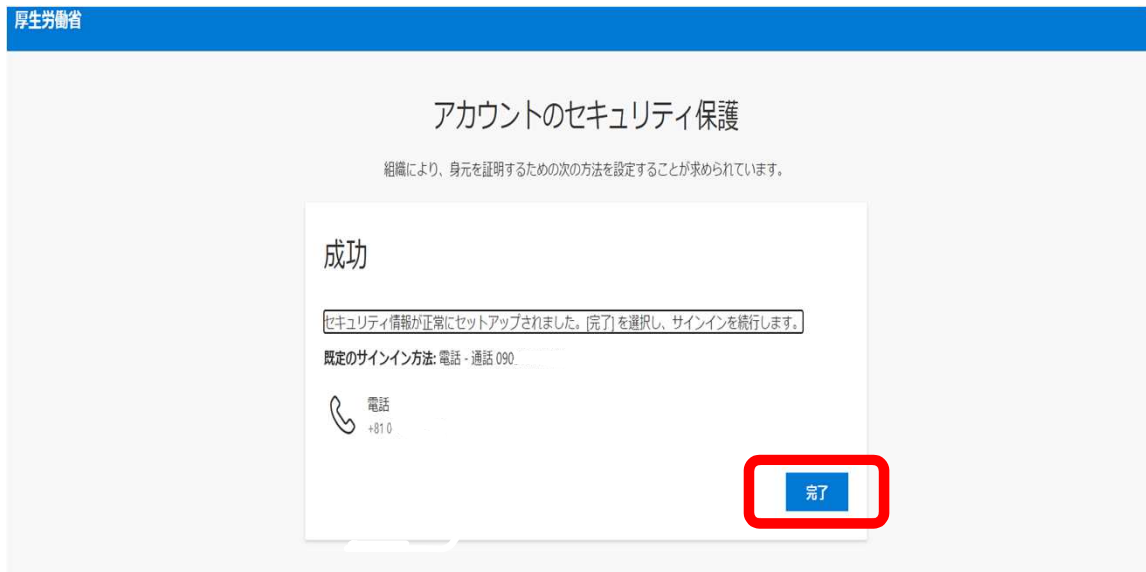 厚生労働省
アカウントのセキュリティ保護
組織により、身元を証明するための次の方法を設定することが求められています。
成功
セキュリティ情報が正常にセットアップされました。[完了] を選択し、サインインを続行します。
既定のサインイン方法: 電話 - 通話 090
電話
+81 0
完了